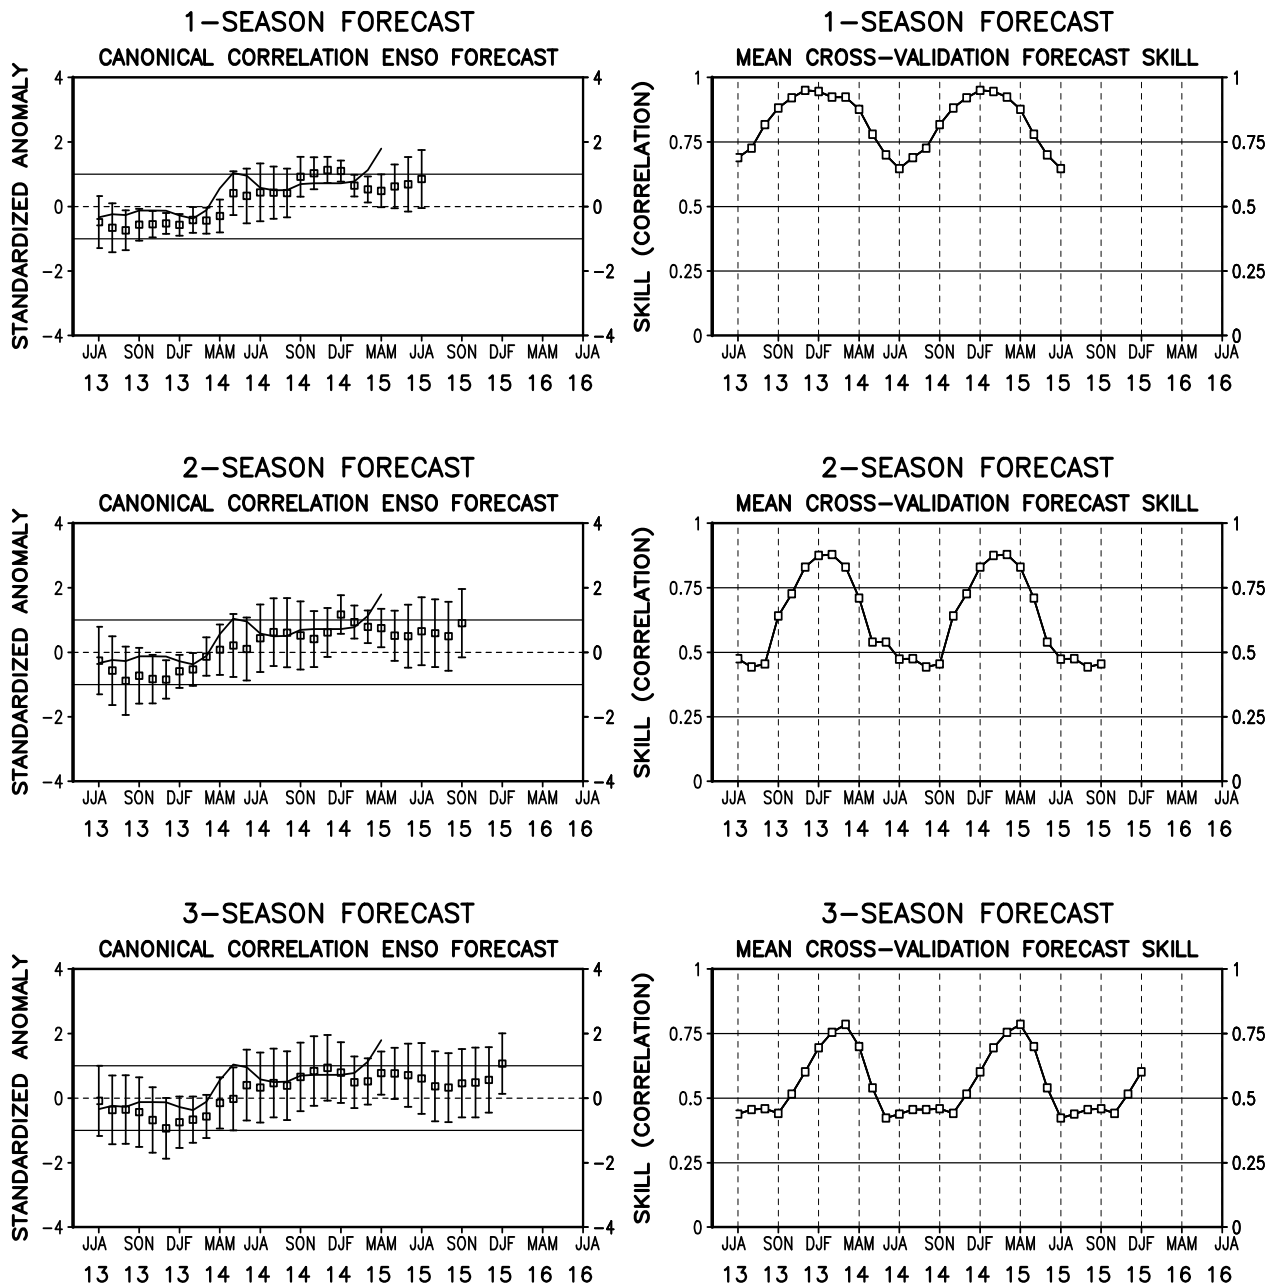 1-SEASON FORECAST
CANONICAL CORRELATION ENSO FORECAST
STANDARDIZED ANOMALY
4
2
0
-2
-4
4
2
0
-2
-4
JJA SON DJF MAM JJA SON DJF MAM JJA SON DJF MAM JJA
13 13 13 14 14 14 14 15 15 15 15 16 16
1-SEASON FORECAST
MEAN CROSS-VALIDATION FORECAST SKILL
SKILL (CORRELATION)
1
0.75
0.5
0.25
0
1
0.75
0.5
0.25
0
JJA SON DJF MAM JJA SON DJF MAM JJA SON DJF MAM JJA
13 13 13 14 14 14 14 15 15 15 15 16 16
2-SEASON FORECAST
CANONICAL CORRELATION ENSO FORECAST
STANDARDIZED ANOMALY
4
2
0
-2
-4
4
2
0
-2
-4
JJA SON DJF MAM JJA SON DJF MAM JJA SON DJF MAM JJA
13 13 13 14 14 14 14 15 15 15 15 16 16
2-SEASON FORECAST
MEAN CROSS-VALIDATION FORECAST SKILL
SKILL (CORRELATION)
1
0.75
0.5
0.25
0
1
0.75
0.5
0.25
0
JJA SON DJF MAM JJA SON DJF MAM JJA SON DJF MAM JJA
13 13 13 14 14 14 14 15 15 15 15 16 16
3-SEASON FORECAST
CANONICAL CORRELATION ENSO FORECAST
STANDARDIZED ANOMALY
4
2
0
-2
-4
4
2
0
-2
-4
JJA SON DJF MAM JJA SON DJF MAM JJA SON DJF MAM JJA
13 13 13 14 14 14 14 15 15 15 15 16 16
3-SEASON FORECAST
MEAN CROSS-VALIDATION FORECAST SKILL
SKILL (CORRELATION)
1
0.75
0.5
0.25
0
1
0.75
0.5
0.25
0
JJA SON DJF MAM JJA SON DJF MAM JJA SON DJF MAM JJA
13 13 13 14 14 14 14 15 15 15 15 16 16